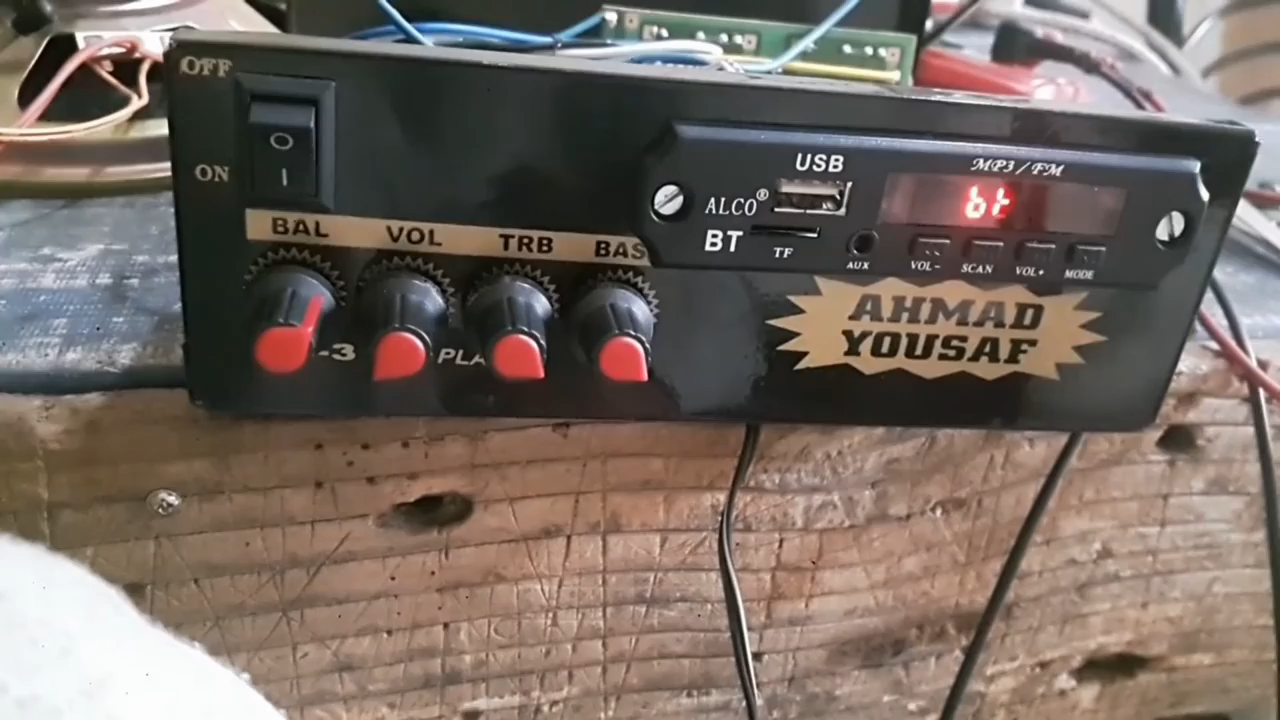 OFF
ON
BAL VOL TRB BAS
-3 PLA
USB
MP3 / FM
ALCO®
bt
BT
TF
AUX
VOL- SCAN VOL+ MODE
AHMAD
YOUSAF